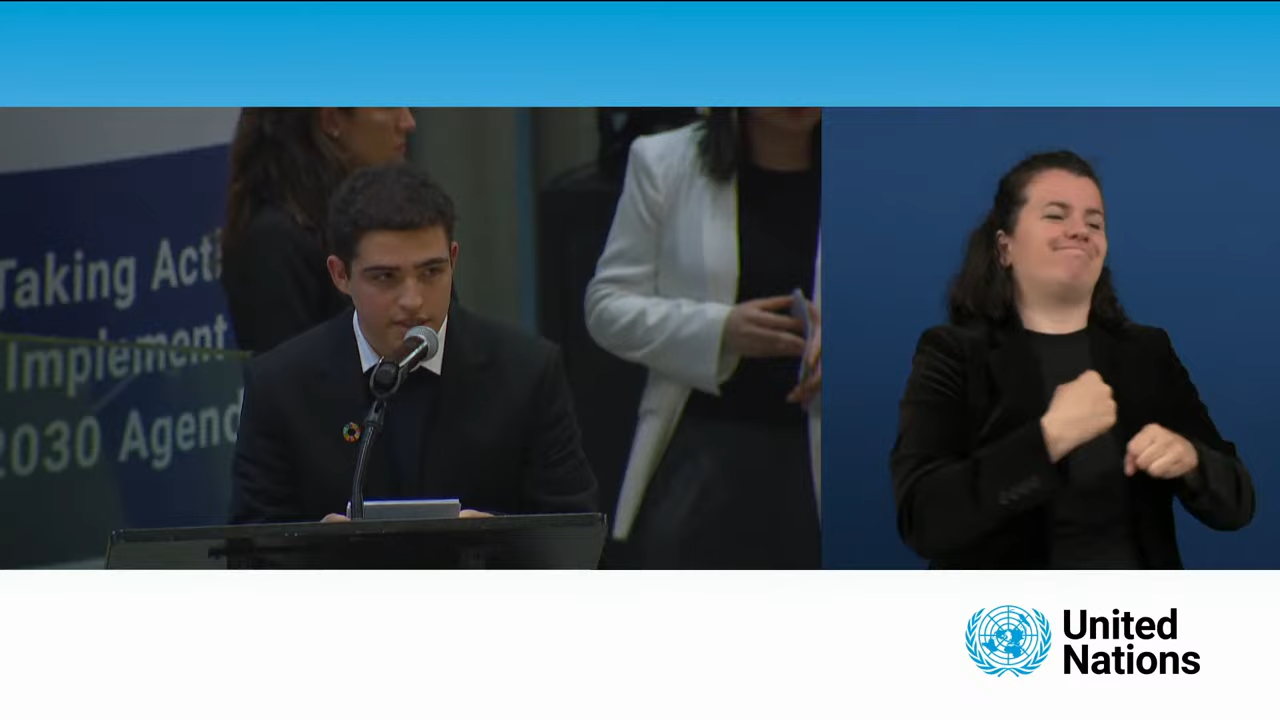 Taking Acti
Implement
2030 Agend
United
Nations